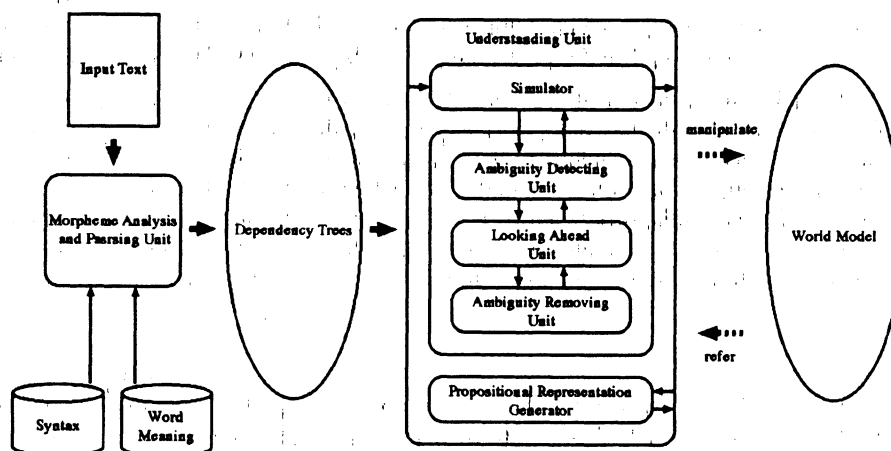 Input Text
Morpheme Analysis
and Parsing Unit
Syntax
Word
Meaning
Dependency Trees
Understanding Unit
Simulator
Ambiguity Detecting
Unit
Looking Ahead
Unit
Ambiguity Removing
Unit
Propositional Representation
Generator
manipulate
refer
World Model